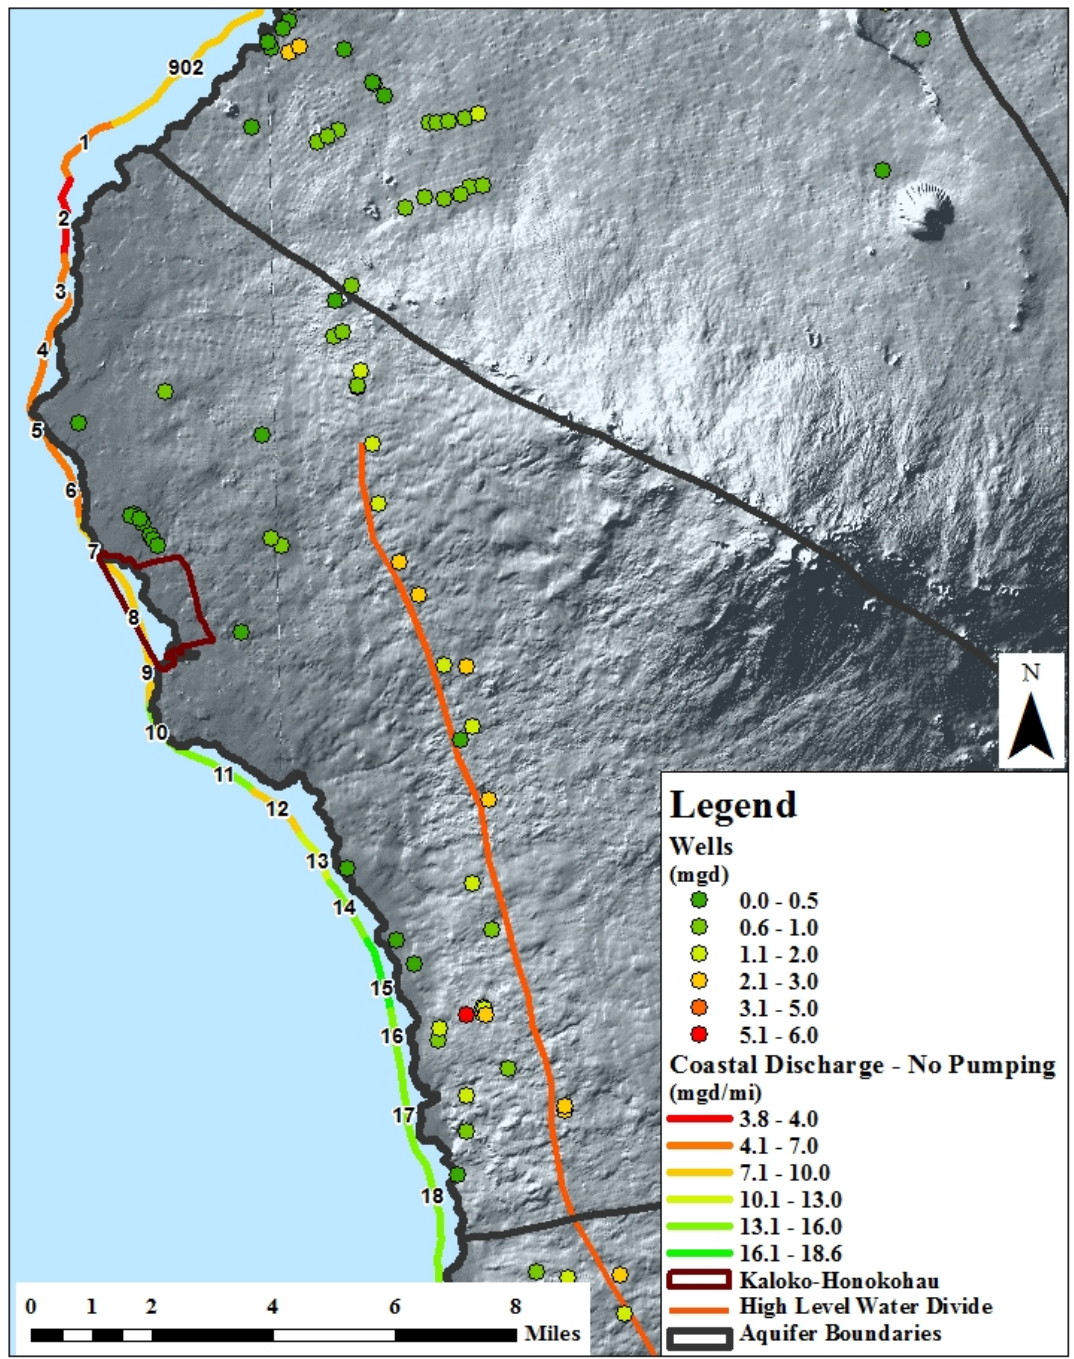 902
1
2
3
4
5
6
7
8
9
10
11
12
13
14
15
16
17
18
N
Legend
Wells
(mgd)
0.0 - 0.5
0.6 - 1.0
1.1 - 2.0
2.1 - 3.0
3.1 - 5.0
5.1 - 6.0
Coastal Discharge - No Pumping
(mgd/mi)
3.8 - 4.0
4.1 - 7.0
7.1 - 10.0
10.1 - 13.0
13.1 - 16.0
16.1 - 18.6
Kaloko-Honokohau
High Level Water Divide
Aquifer Boundaries
0 1 2 4 6 8
Miles